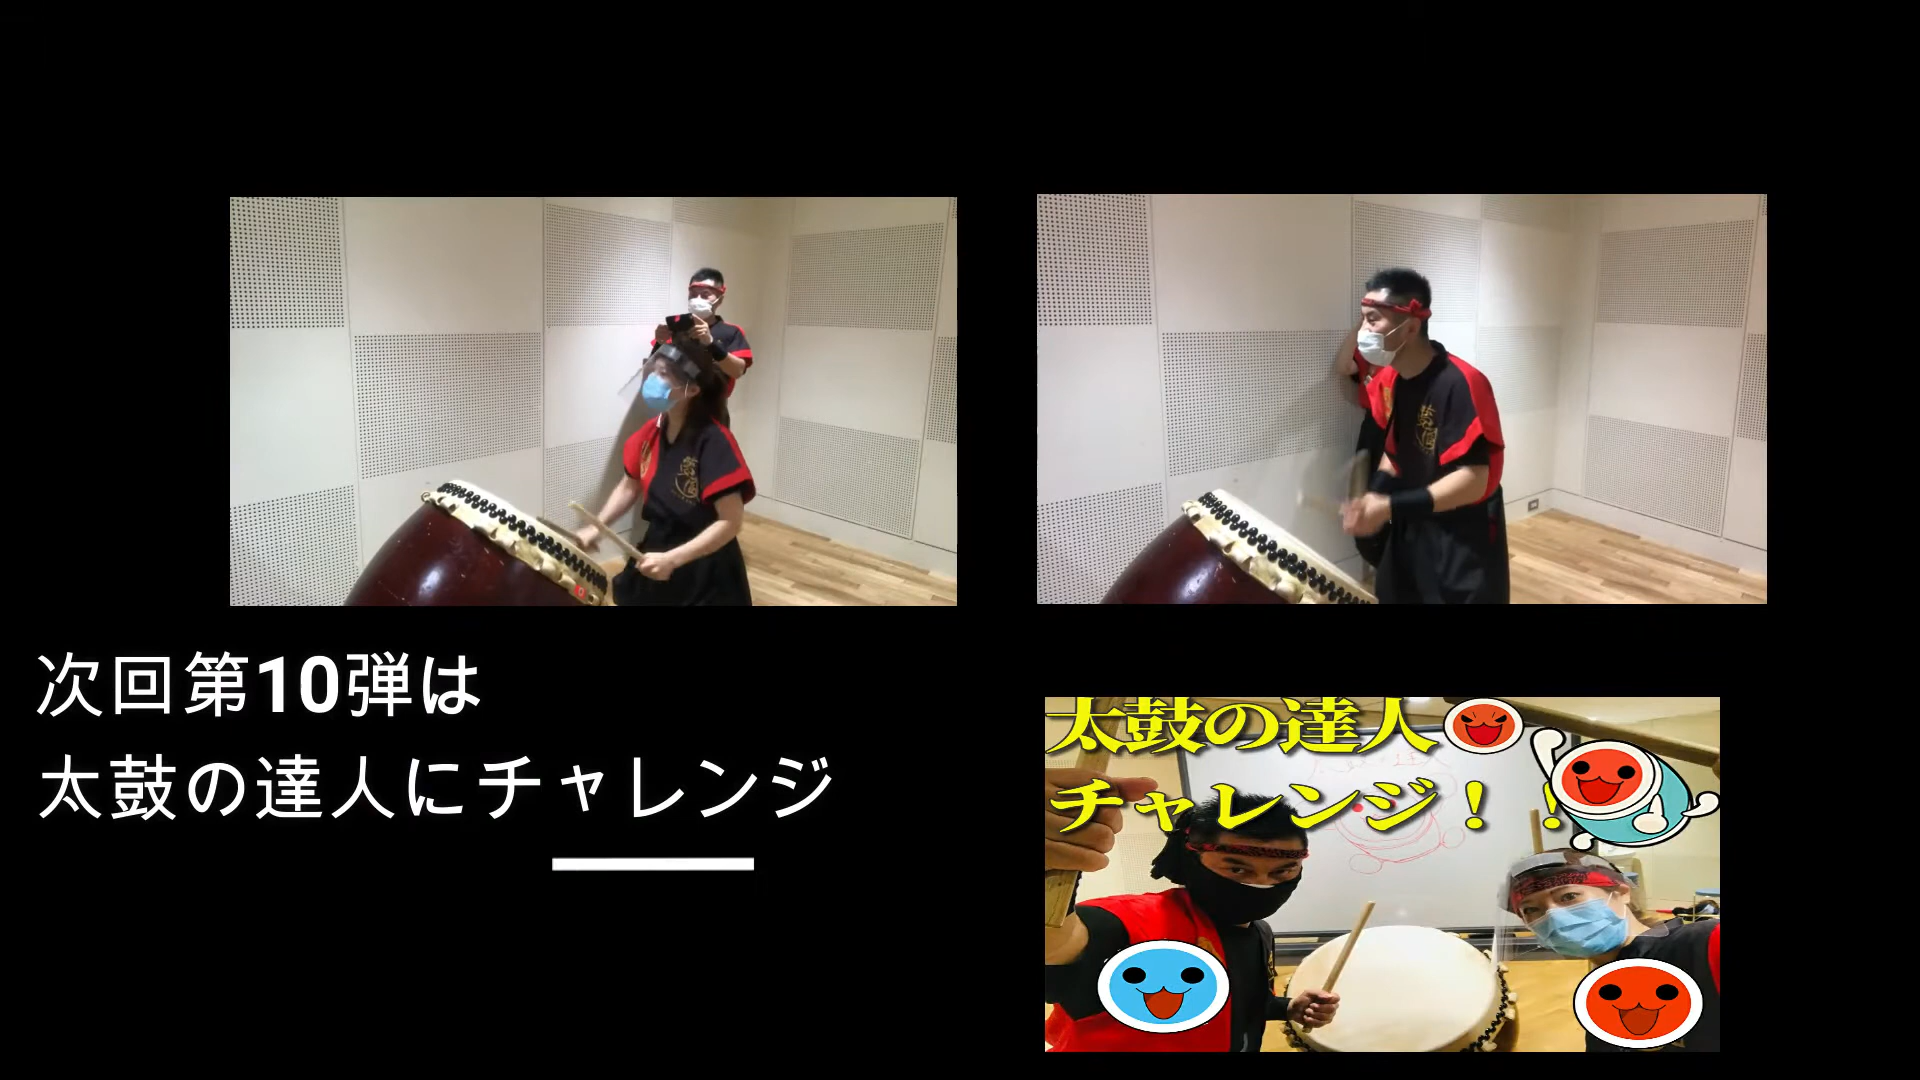 次回第10弾は
太鼓の達人にチャレンジ
太鼓の達人
チャレンジ！！